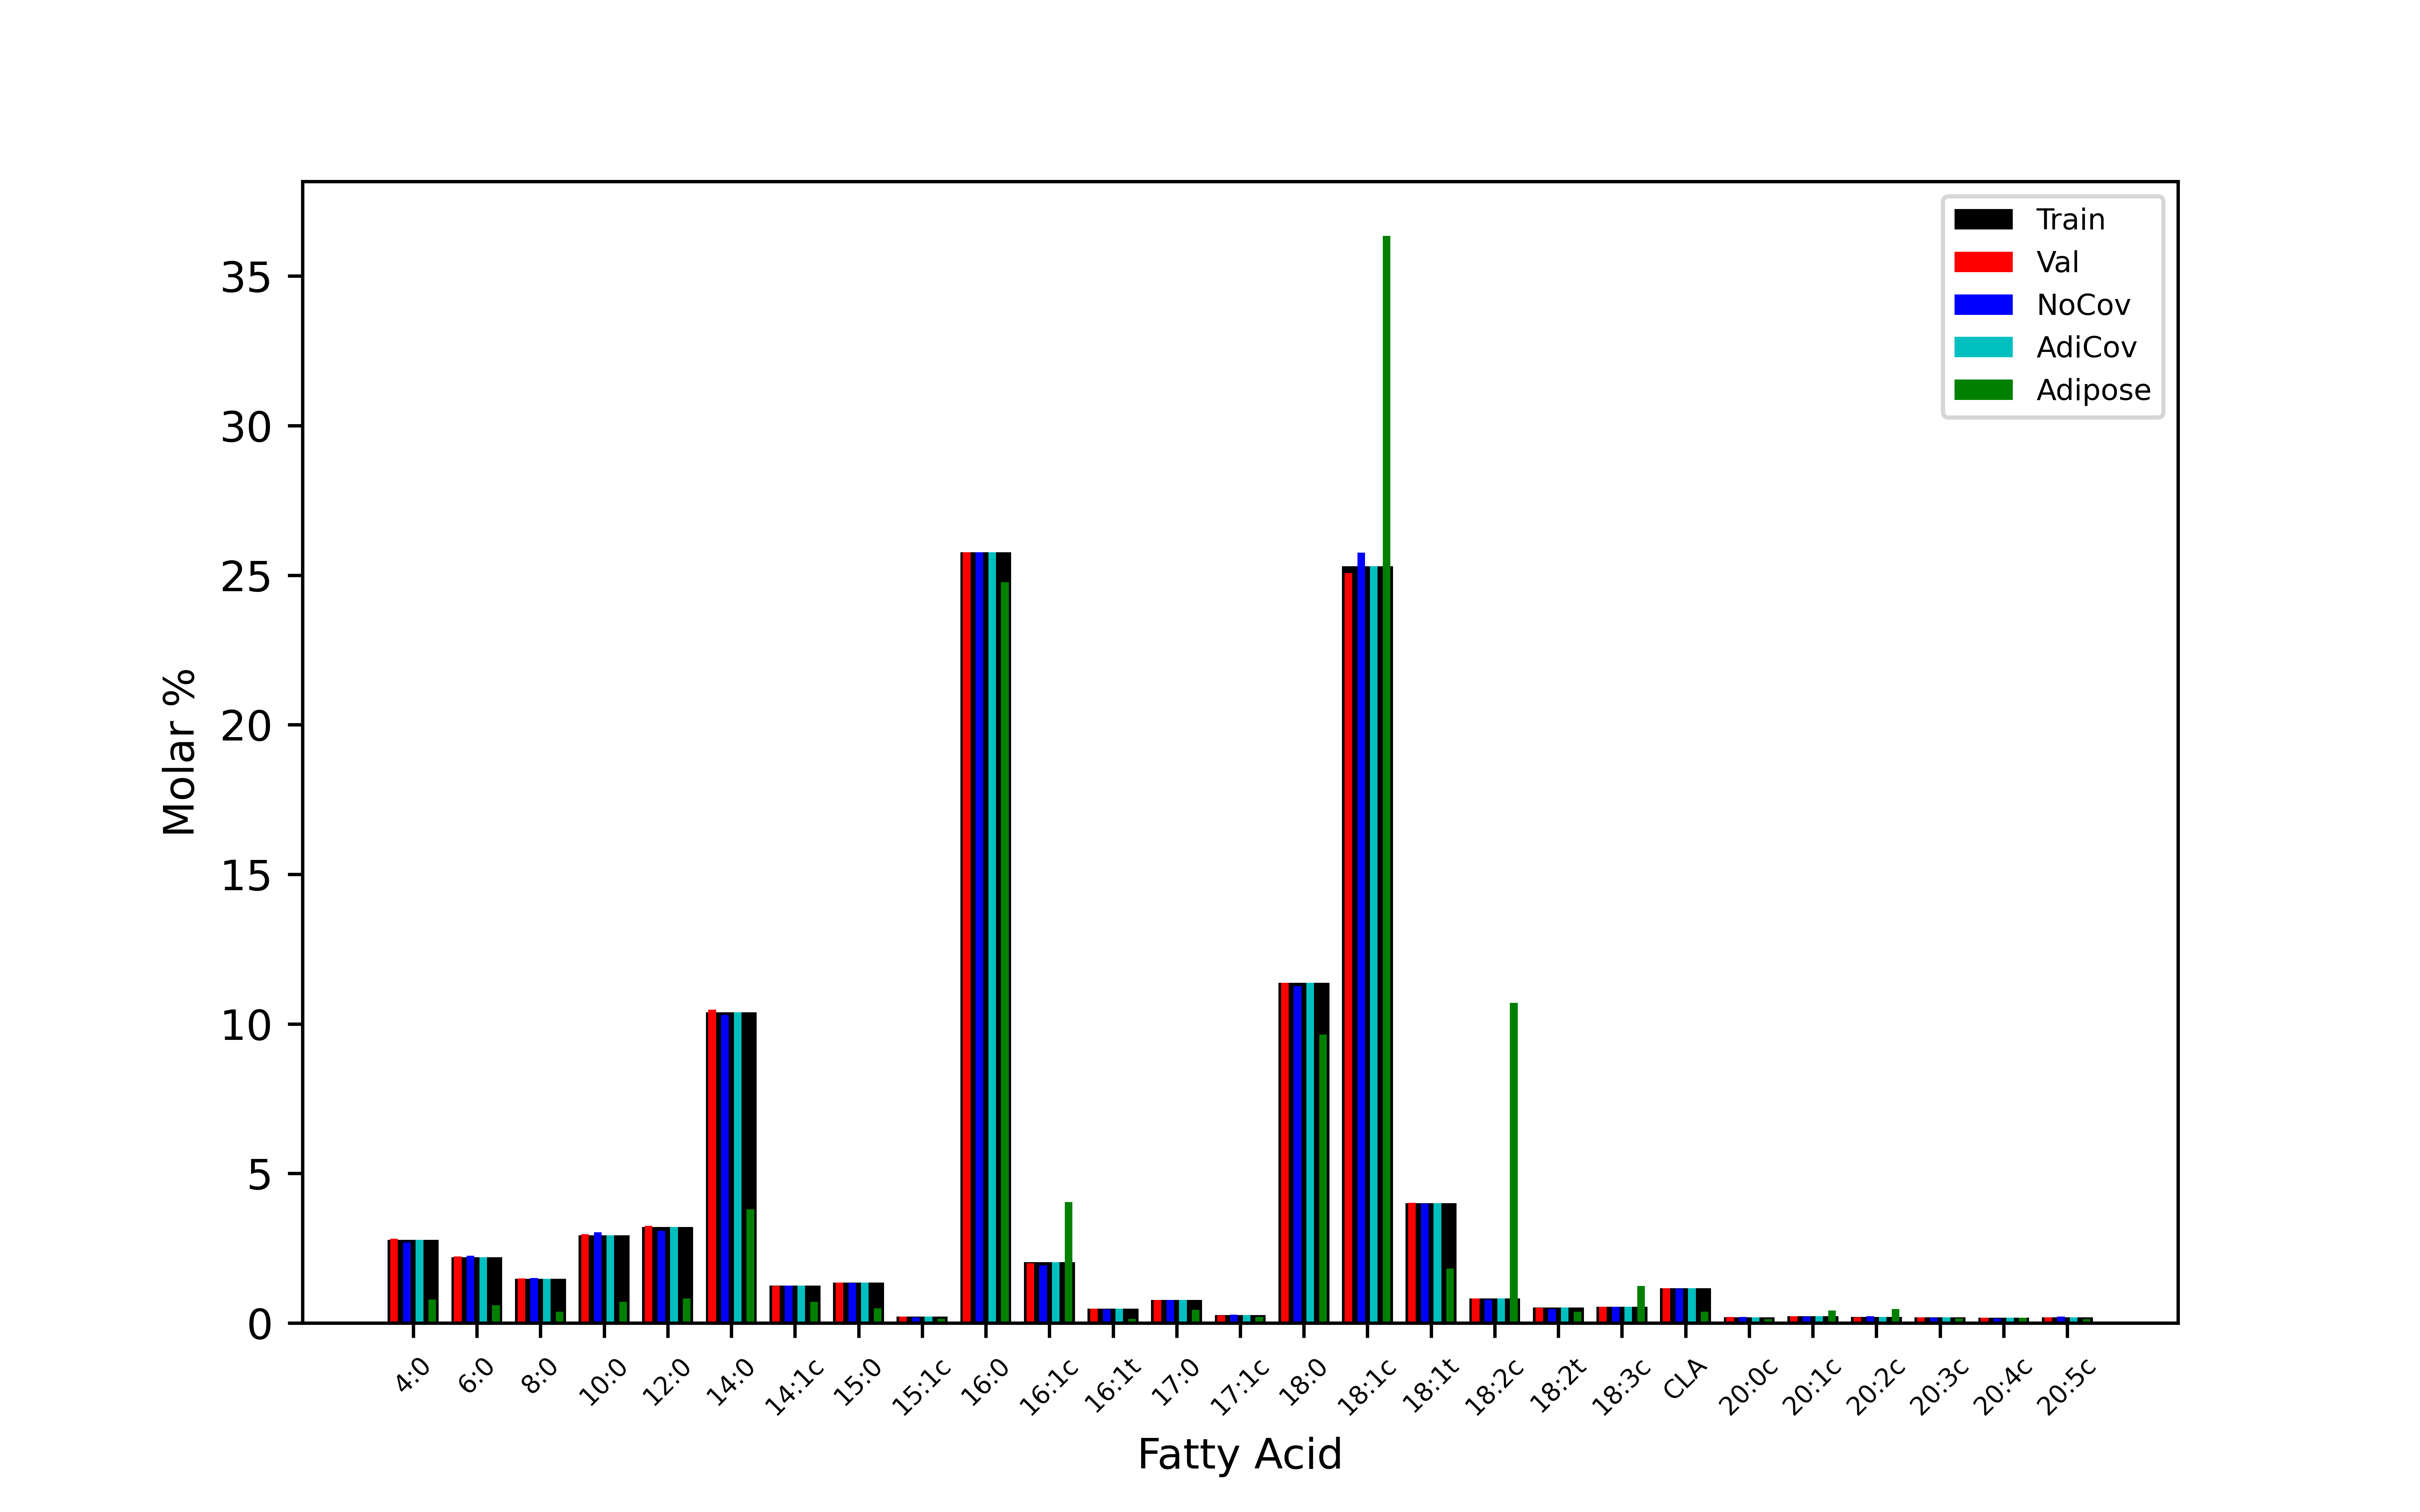 Train
Val
NoCov
AdiCov
Adipose
35
30
25
20
15
10
5
0
Molar %
4:0
6:0
8:0
10:0
12:0
14:0
14:1c
15:0
15:1c
16:0
16:1c
16:1t
17:0
17:1c
18:0
18:1c
18:1t
18:2c
18:2t
18:3c
CLA
20:0c
20:1c
20:2c
20:3c
20:4c
20:5c
Fatty Acid